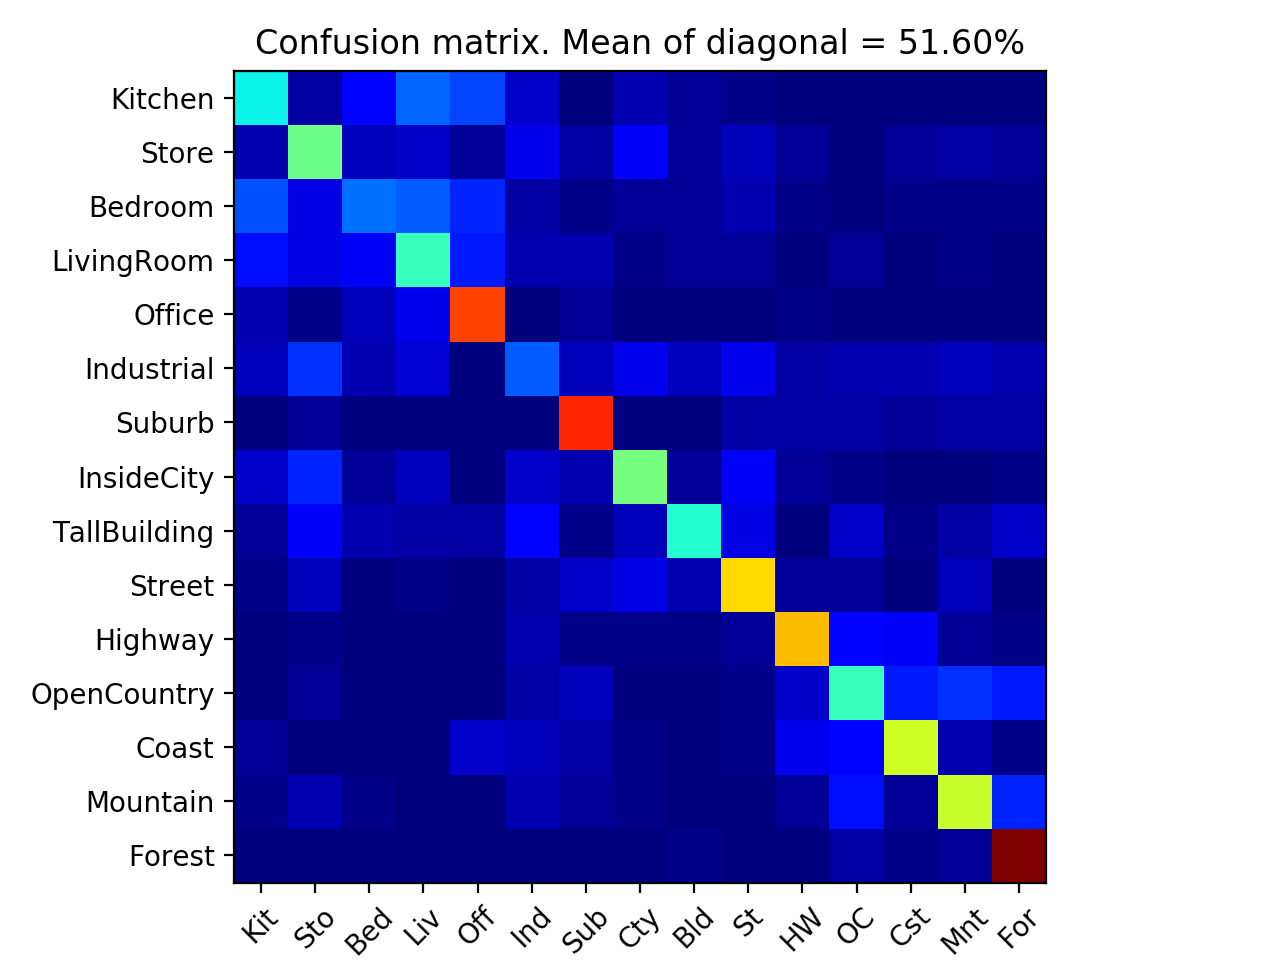 Confusion matrix. Mean of diagonal = 51.60%
Kitchen
Store
Bedroom
LivingRoom
Office
Industrial
Suburb
InsideCity
TallBuilding
Street
Highway
OpenCountry
Coast
Mountain
Forest
Kit Sto Bed Liv Off Ind Sub Cty Bld St HW OC Cst Mnt For